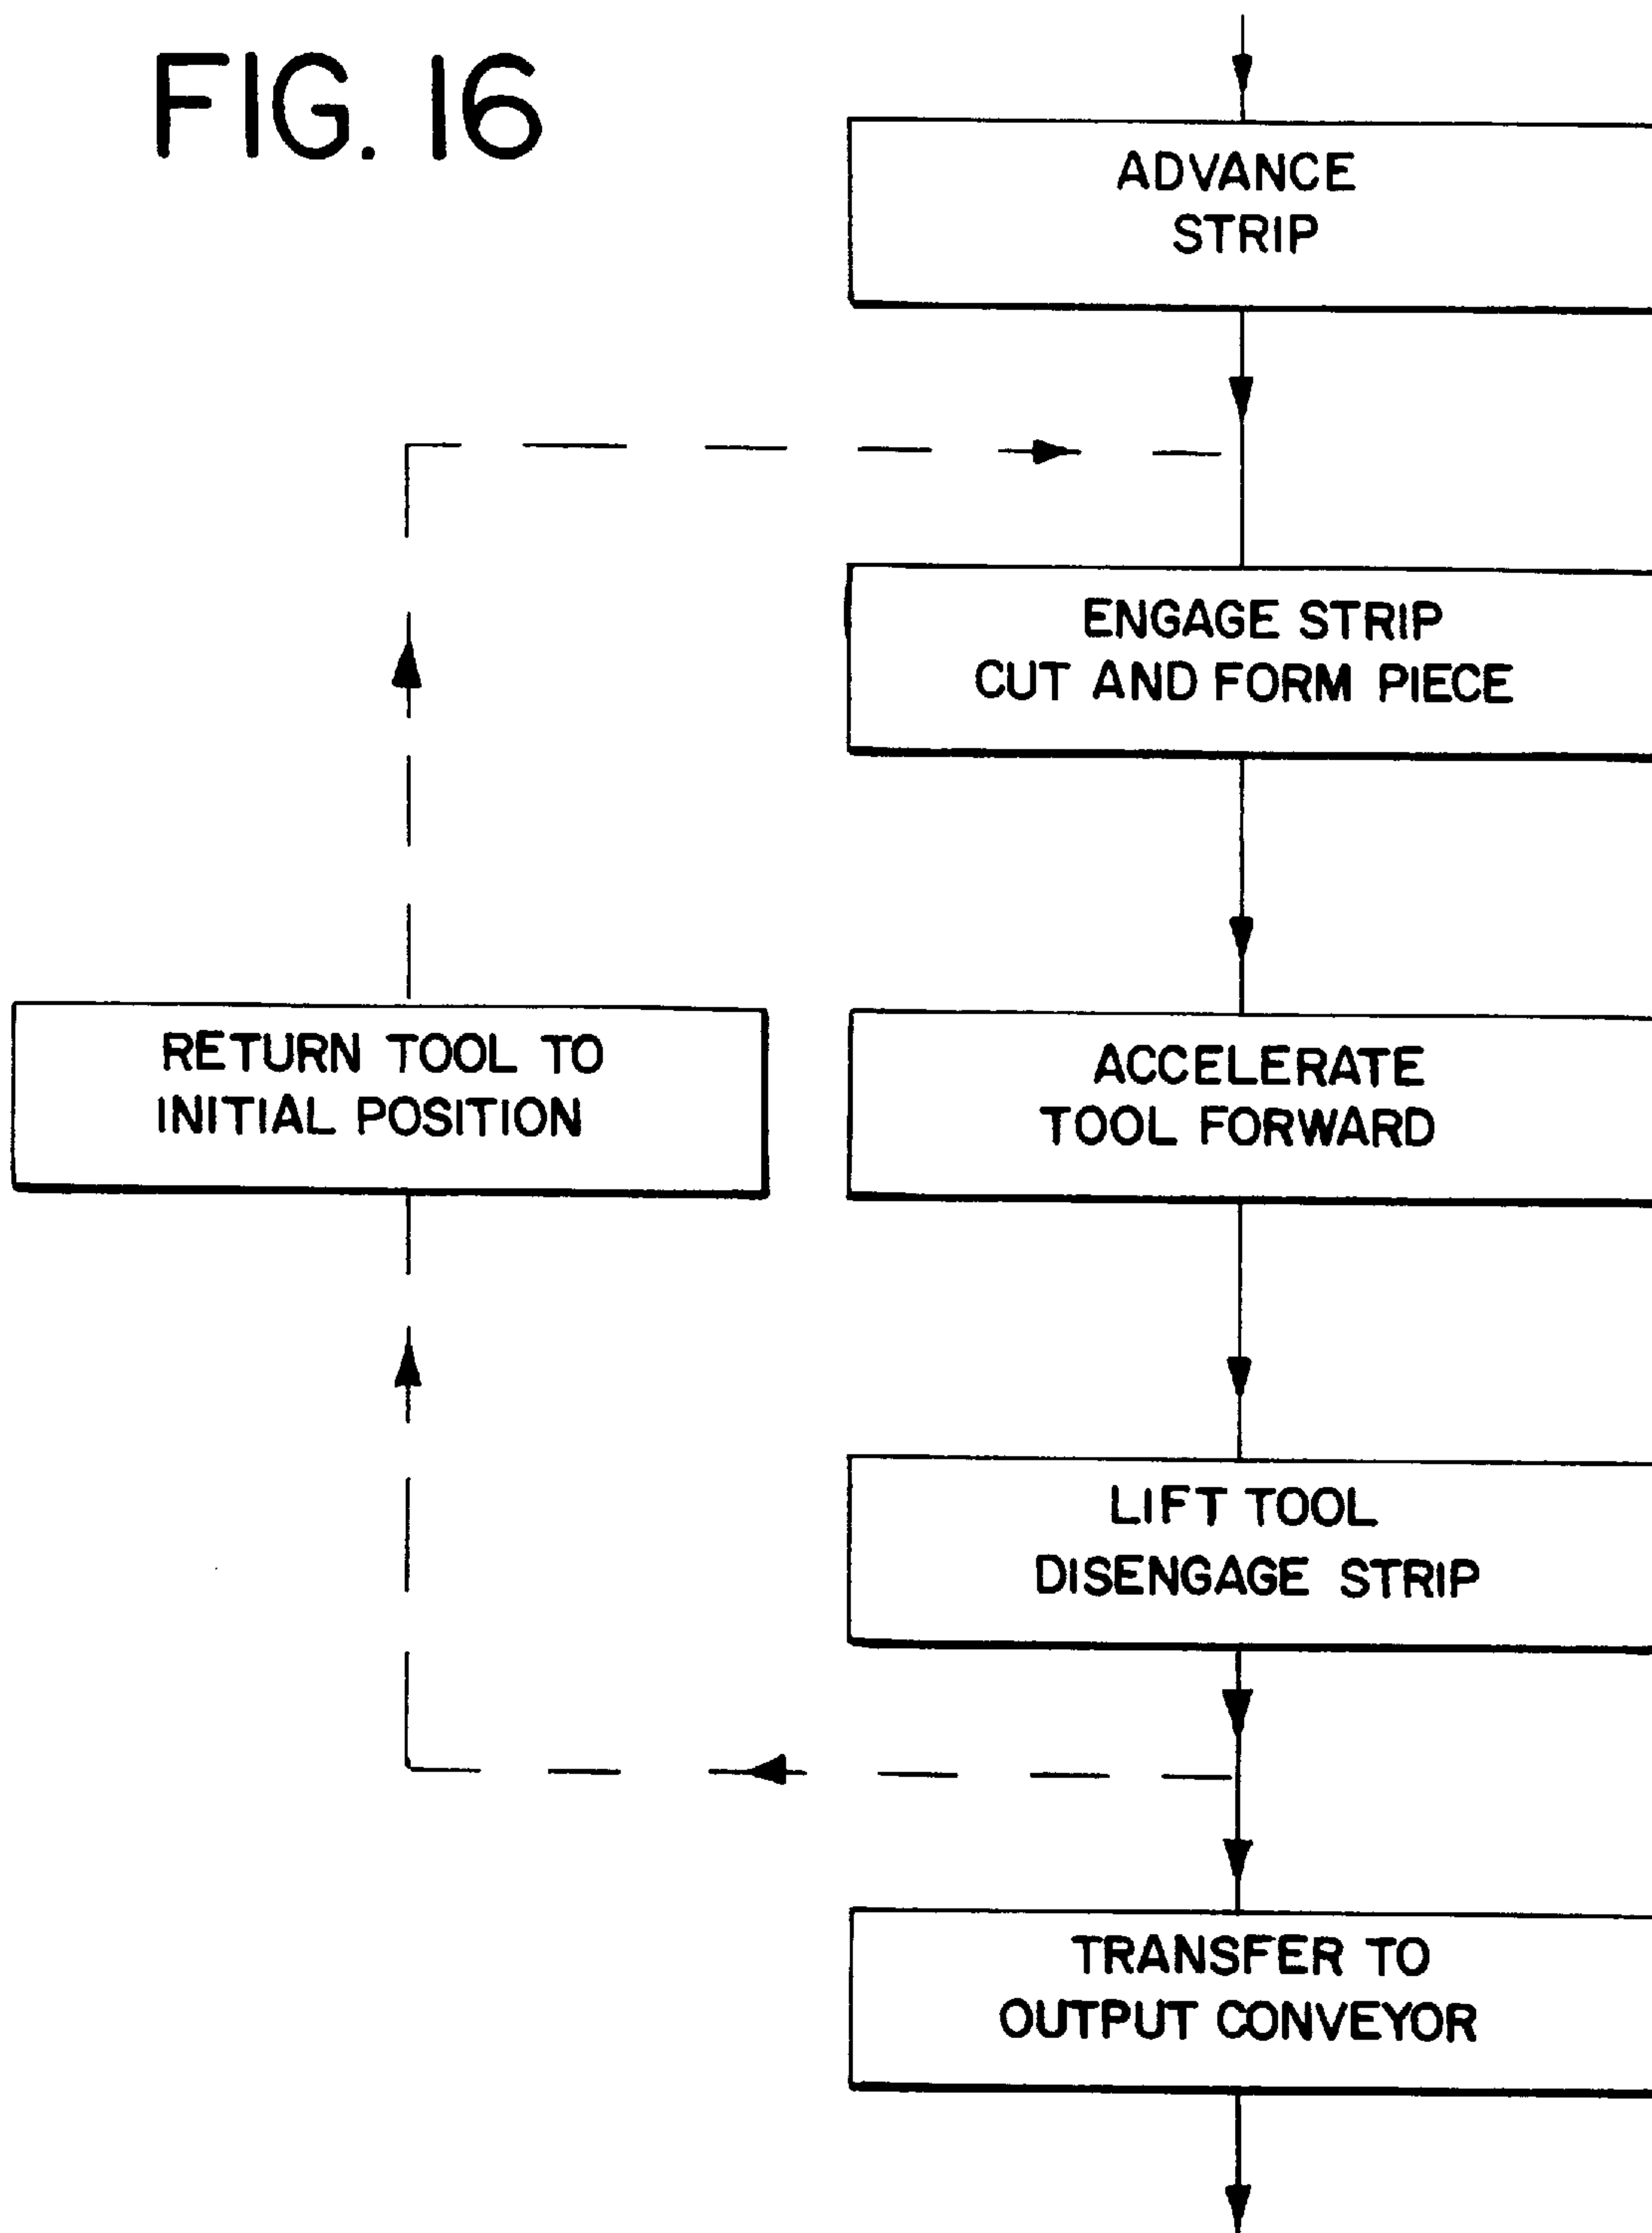 FIG. 16
ADVANCE
STRIP
ENGAGE STRIP
CUT AND FORM PIECE
RETURN TOOL TO
INITIAL POSITION
ACCELERATE
TOOL FORWARD
LIFT TOOL
DISENGAGE STRIP
TRANSFER TO
OUTPUT CONVEYOR